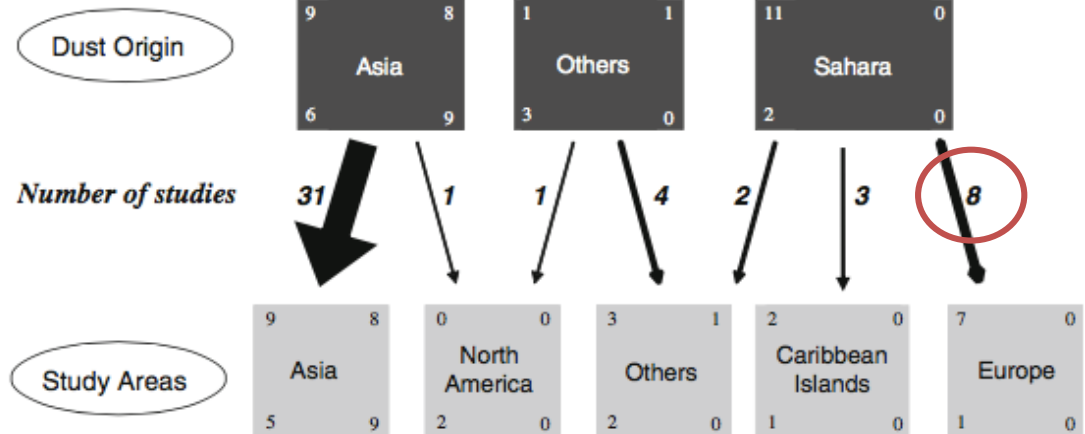 9 8 1 1 11 0
Dust Origin
Asia Others Sahara
6 9 3 0 2 0
Number of studies 31 1 1 4 2 3 8
9 8 0 0 3 1 2 0 7 0
Study Areas
Asia
North
America
Others
Caribbean
Islands
Europe
5 9 2 0 2 0 1 0 1 0